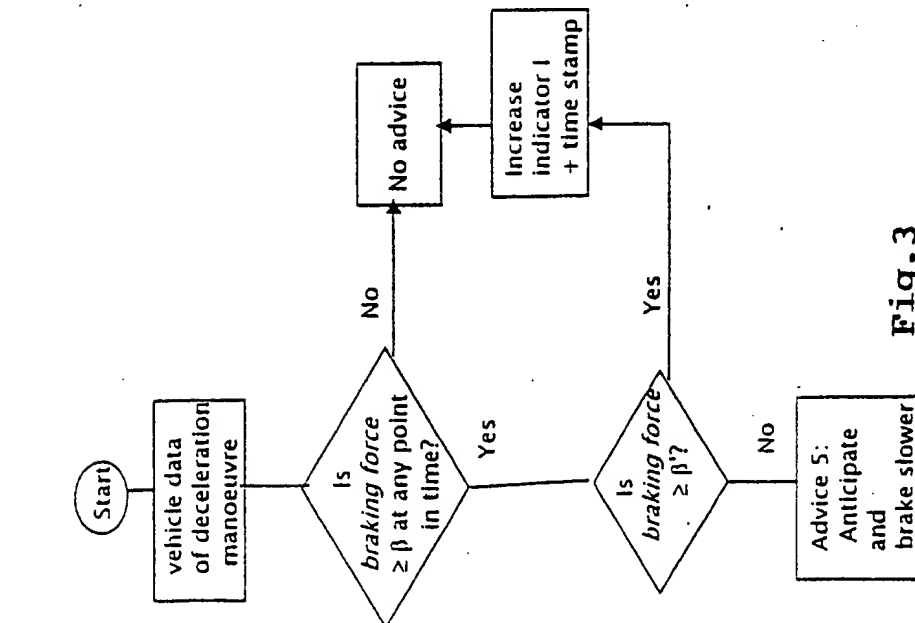 Start
vehicle data
of deceleration
manoeuvre
Is
braking force
≥ β at any point
in time?
No
No advice
Increase
indicator I
+ time stamp
Yes
Is
braking force
≥ β'?
Yes
No
Advice 5:
Anticipate
and
brake slower
Fig.3